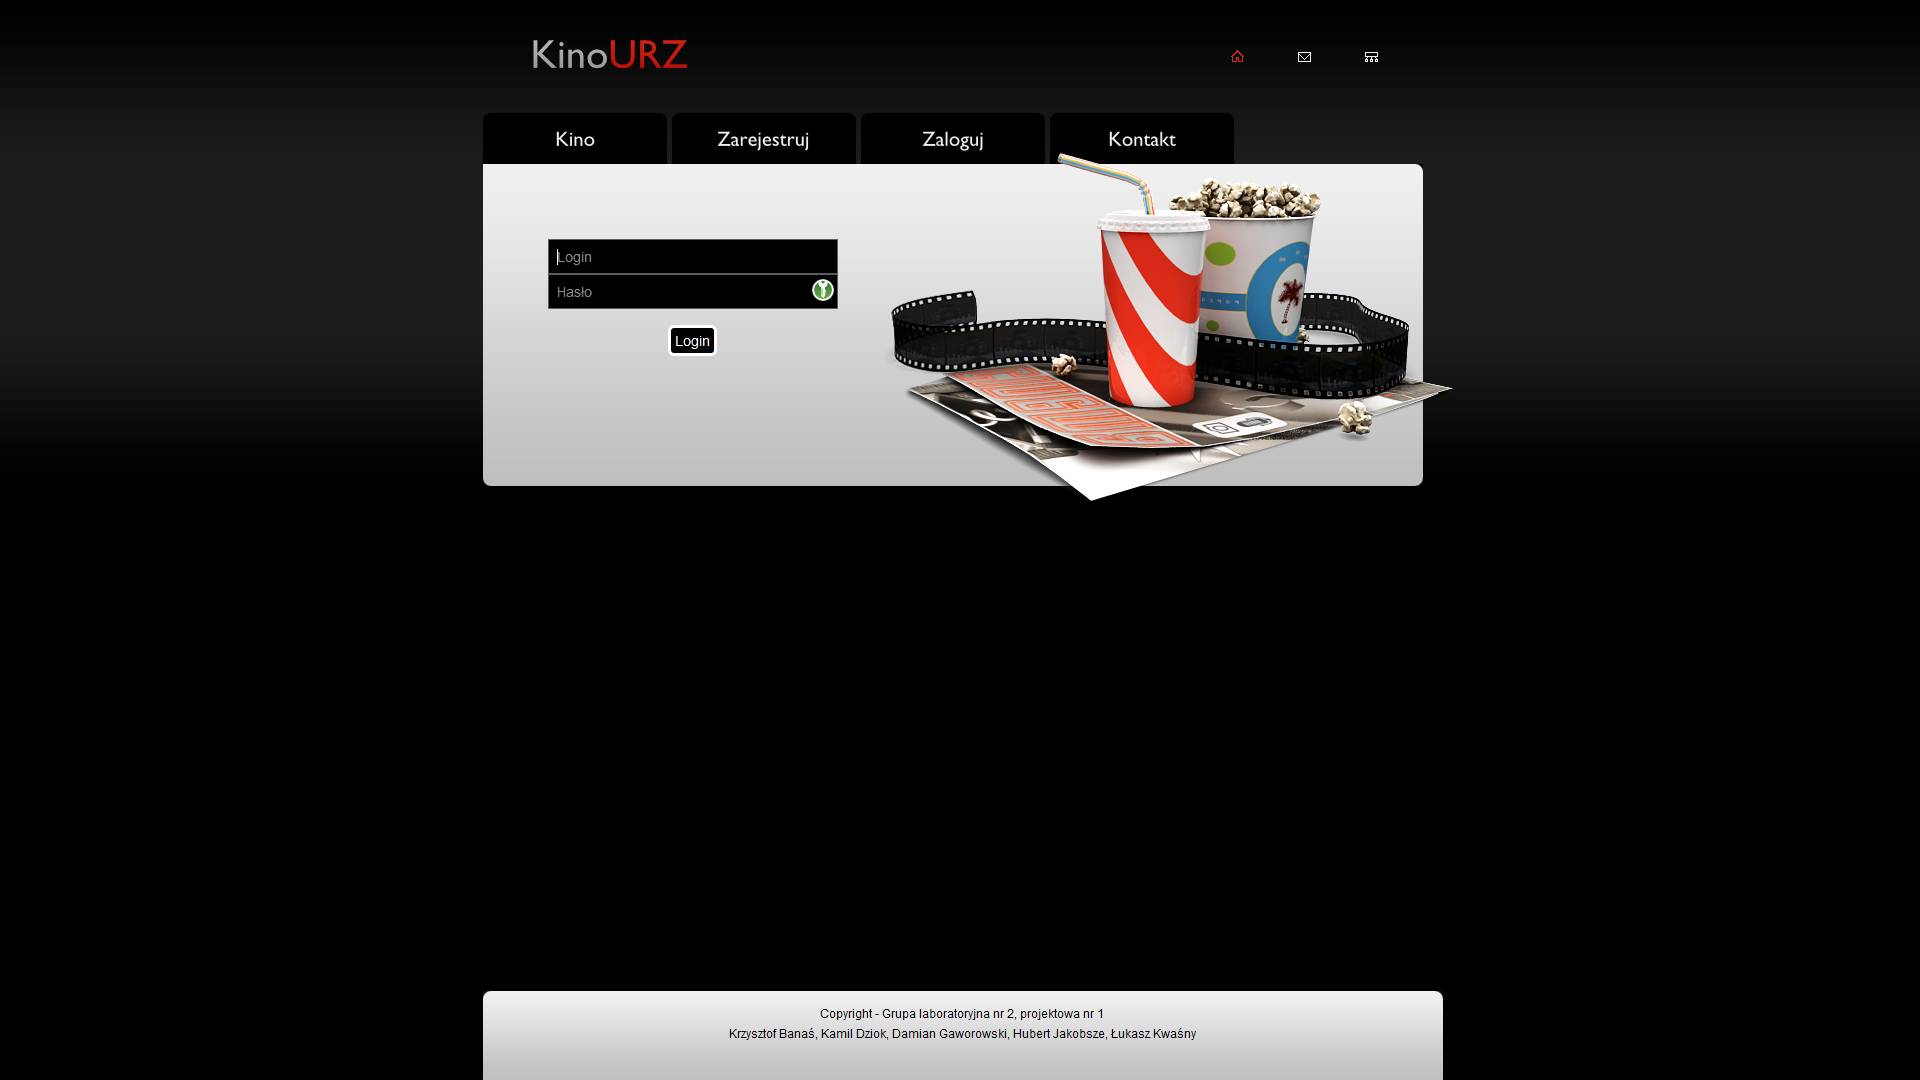 KinoURZ
Kino
Zarejestruj
Zaloguj
Kontakt
Login
Hasło
Login
Copyright - Grupa laboratoryjna nr 2, projektowa nr 1
Krzysztof Banaś, Kamil Dziok, Damian Gaworowski, Hubert Jakobsze, Łukasz Kwaśny